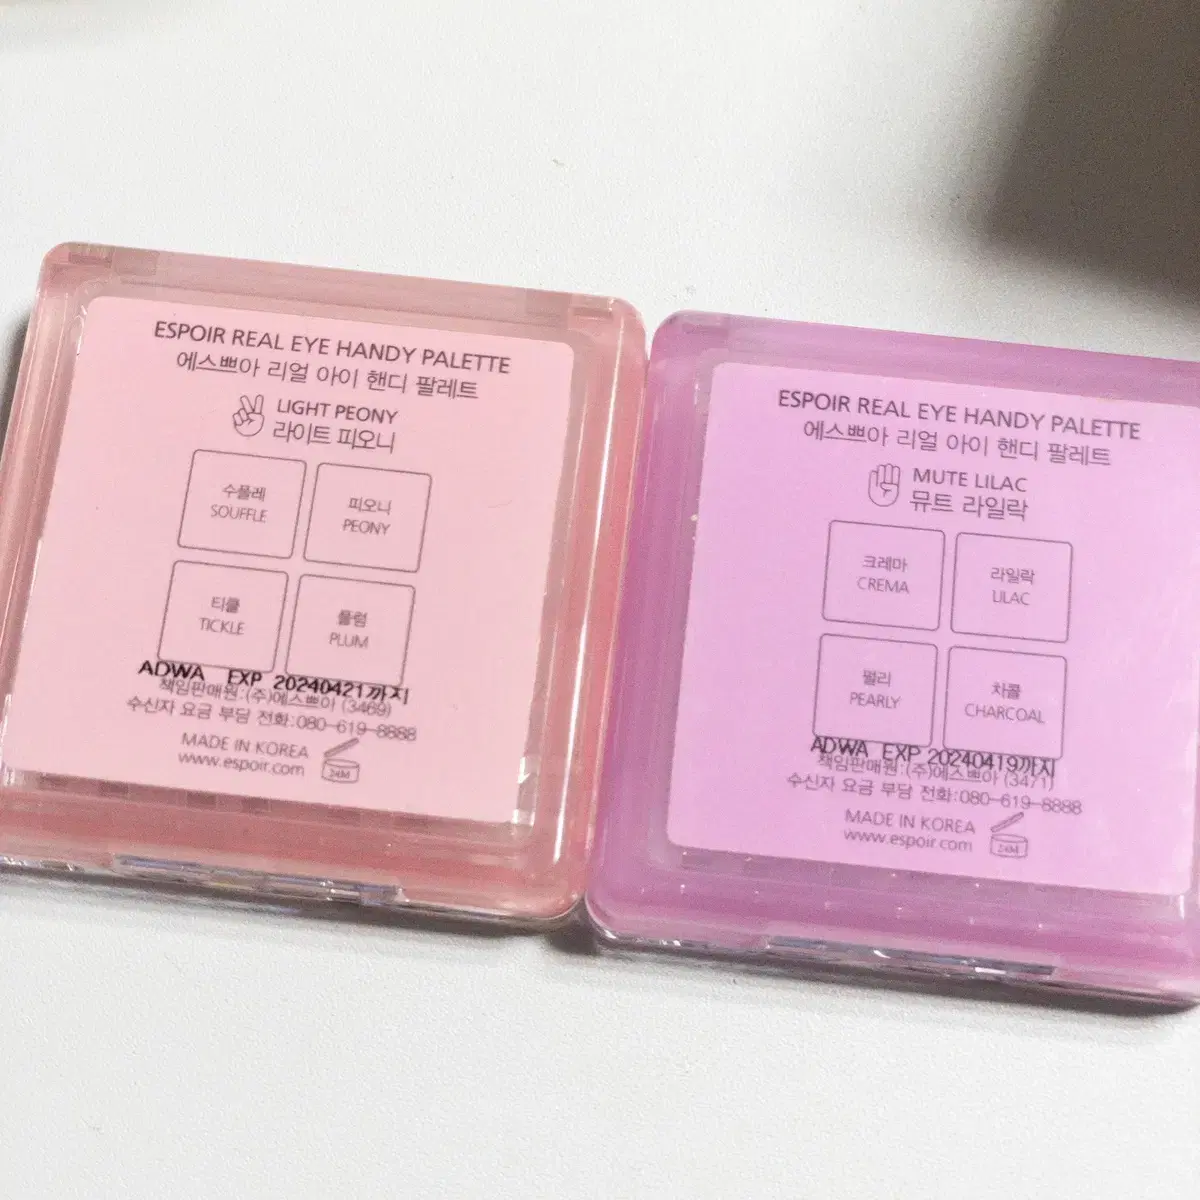 ESPOIR REAL EYE HANDY PALETTE
에스쁘아 리얼 아이 핸디 팔레트
LIGHT PEONY
라이트 피오니
수플레
SOUFFLE
피오니
PEONY
티클
TICKLE
플럼
PLUM
ADWA EXP 20240421까지
책임판매원:(주)에스쁘아 (3469)
수신자 요금 부담 전화:080-619-8888
MADE IN KOREA
www.espoir.com
24M
ESPOIR REAL EYE HANDY PALETTE
에스쁘아 리얼 아이 핸디 팔레트
MUTE LILAC
뮤트 라일락
크레마
CREMA
라일락
LILAC
펄리
PEARLY
차콜
CHARCOAL
ADWA EXP 20240419까지
책임판매원:(주)에스쁘아 (3471)
수신자 요금 부담 전화:080-619-8888
MADE IN KOREA
www.espoir.com
24M